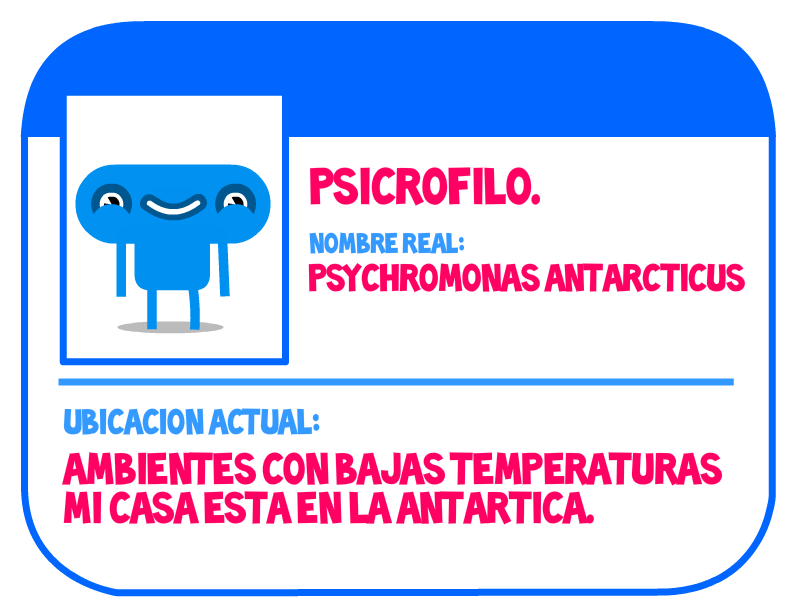 PSICROFILO.
NOMBRE REAL:
PSYCHROMONAS ANTARCTICUS
UBICACION ACTUAL:
AMBIENTES CON BAJAS TEMPERATURAS
MI CASA ESTA EN LA ANTARTICA.